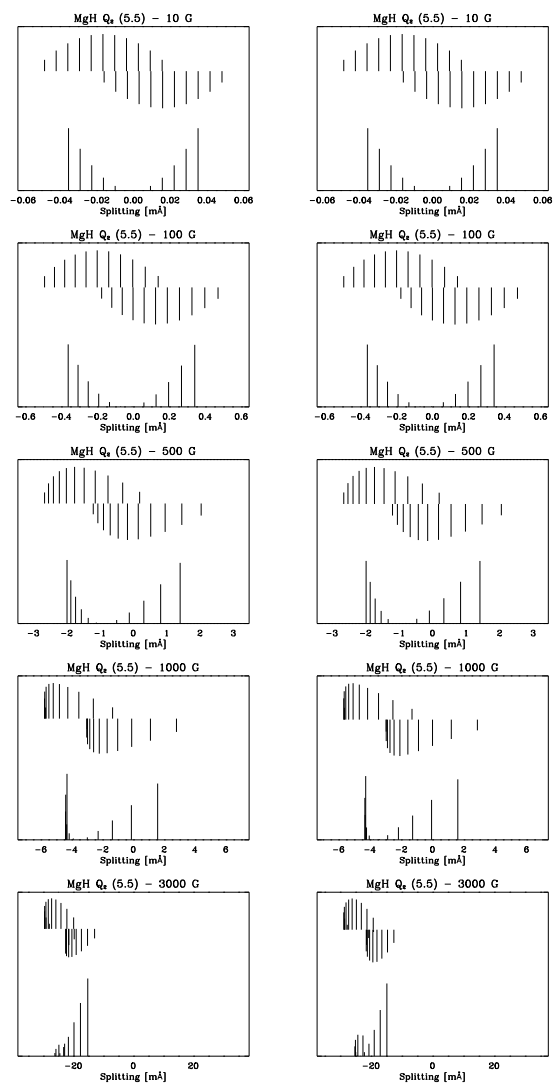 MgH Q₂ (5.5) – 10 G
MgH Q₂ (5.5) – 10 G
-0.06 -0.04 -0.02 0.00 0.02 0.04 0.06
-0.06 -0.04 -0.02 0.00 0.02 0.04 0.06
Splitting [mÅ]
Splitting [mÅ]
MgH Q₂ (5.5) – 100 G
MgH Q₂ (5.5) – 100 G
-0.6 -0.4 -0.2 0.0 0.2 0.4 0.6
-0.6 -0.4 -0.2 0.0 0.2 0.4 0.6
Splitting [mÅ]
Splitting [mÅ]
MgH Q₂ (5.5) – 500 G
MgH Q₂ (5.5) – 500 G
-3 -2 -1 0 1 2 3
-3 -2 -1 0 1 2 3
Splitting [mÅ]
Splitting [mÅ]
MgH Q₂ (5.5) – 1000 G
MgH Q₂ (5.5) – 1000 G
-6 -4 -2 0 2 4 6
-6 -4 -2 0 2 4 6
Splitting [mÅ]
Splitting [mÅ]
MgH Q₂ (5.5) – 3000 G
MgH Q₂ (5.5) – 3000 G
-20 0 20
-20 0 20
Splitting [mÅ]
Splitting [mÅ]